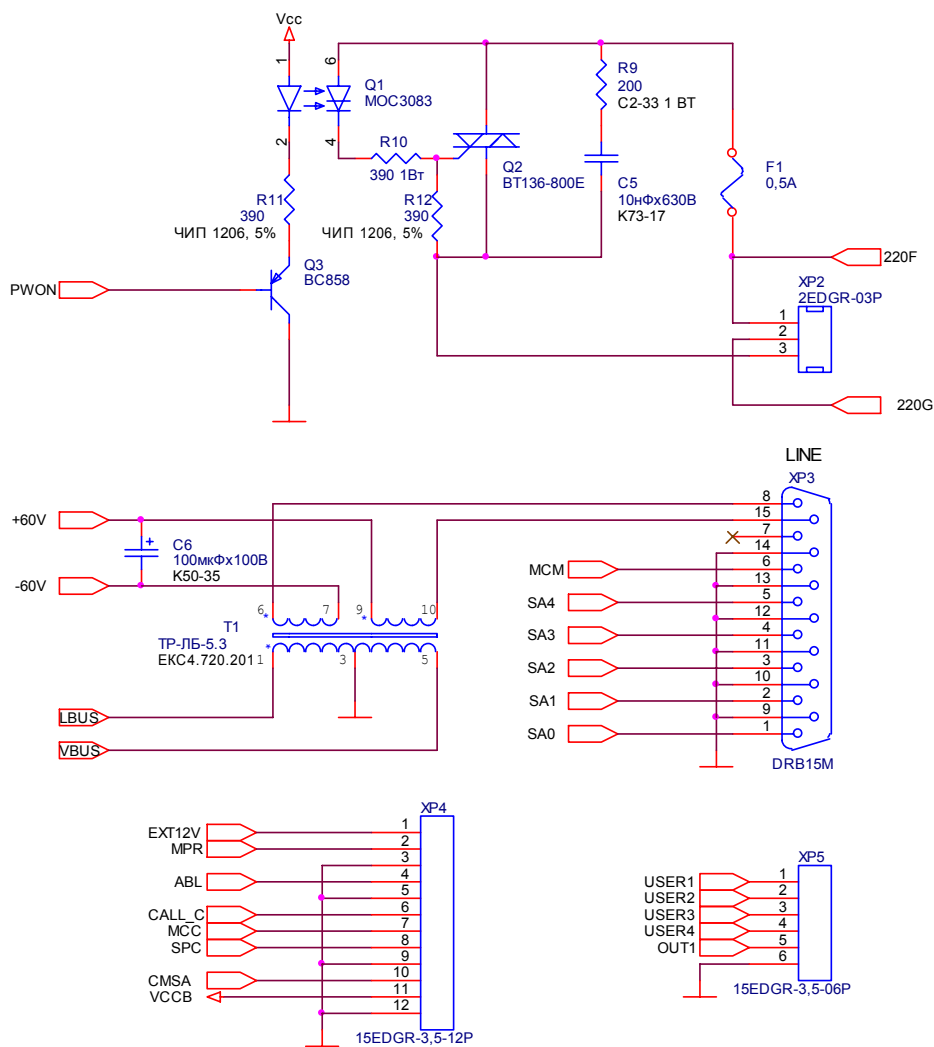 Vcc
1
6
Q1
MOC3083
2
4
R9
200
C2-33 1 ВТ
R10
390 1Вт
Q2
BT136-800E
F1
0,5A
R11
390
ЧИП 1206, 5%
R12
390
ЧИП 1206, 5%
C5
10нФх630В
K73-17
Q3
BC858
PWON
220F
XP2
2EDGR-03P
1
2
3
220G
LINE
XP3
8
15
7
14
6
13
5
12
4
11
3
10
2
9
1
DRB15M
+60V
-60V
C6
100мкФх100В
K50-35
MCM
SA4
SA3
SA2
SA1
SA0
6
*
7
9
*
10
T1
ТР-ЛБ-5.3
ЕКС4.720.201
1
*
3
5
LBUS
VBUS
XP4
EXT12V
1
MPR
2
3
ABL
4
5
CALL_C
6
MCC
7
SPC
8
9
CMSA
10
VCCB
11
12
15EDGR-3,5-12P
XP5
USER1
1
USER2
2
USER3
3
USER4
4
OUT1
5
6
15EDGR-3,5-06P